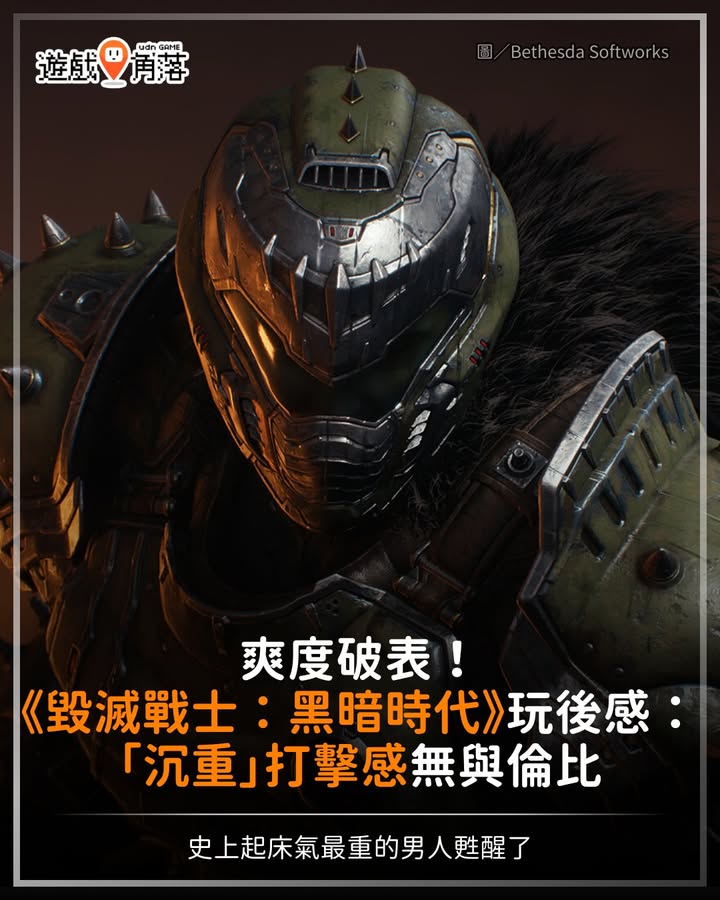 udn GAME
遊戲角落
圖／Bethesda Softworks
爽度破表！
《毀滅戰士：黑暗時代》玩後感：
「沉重」打擊感無與倫比
史上起床氣最重的男人甦醒了